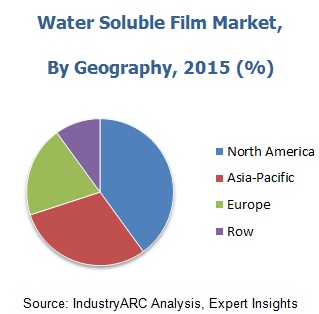 Water Soluble Film Market,
By Geography, 2015 (%)
North America
Asia-Pacific
Europe
Row
Source: IndustryARC Analysis, Expert Insights